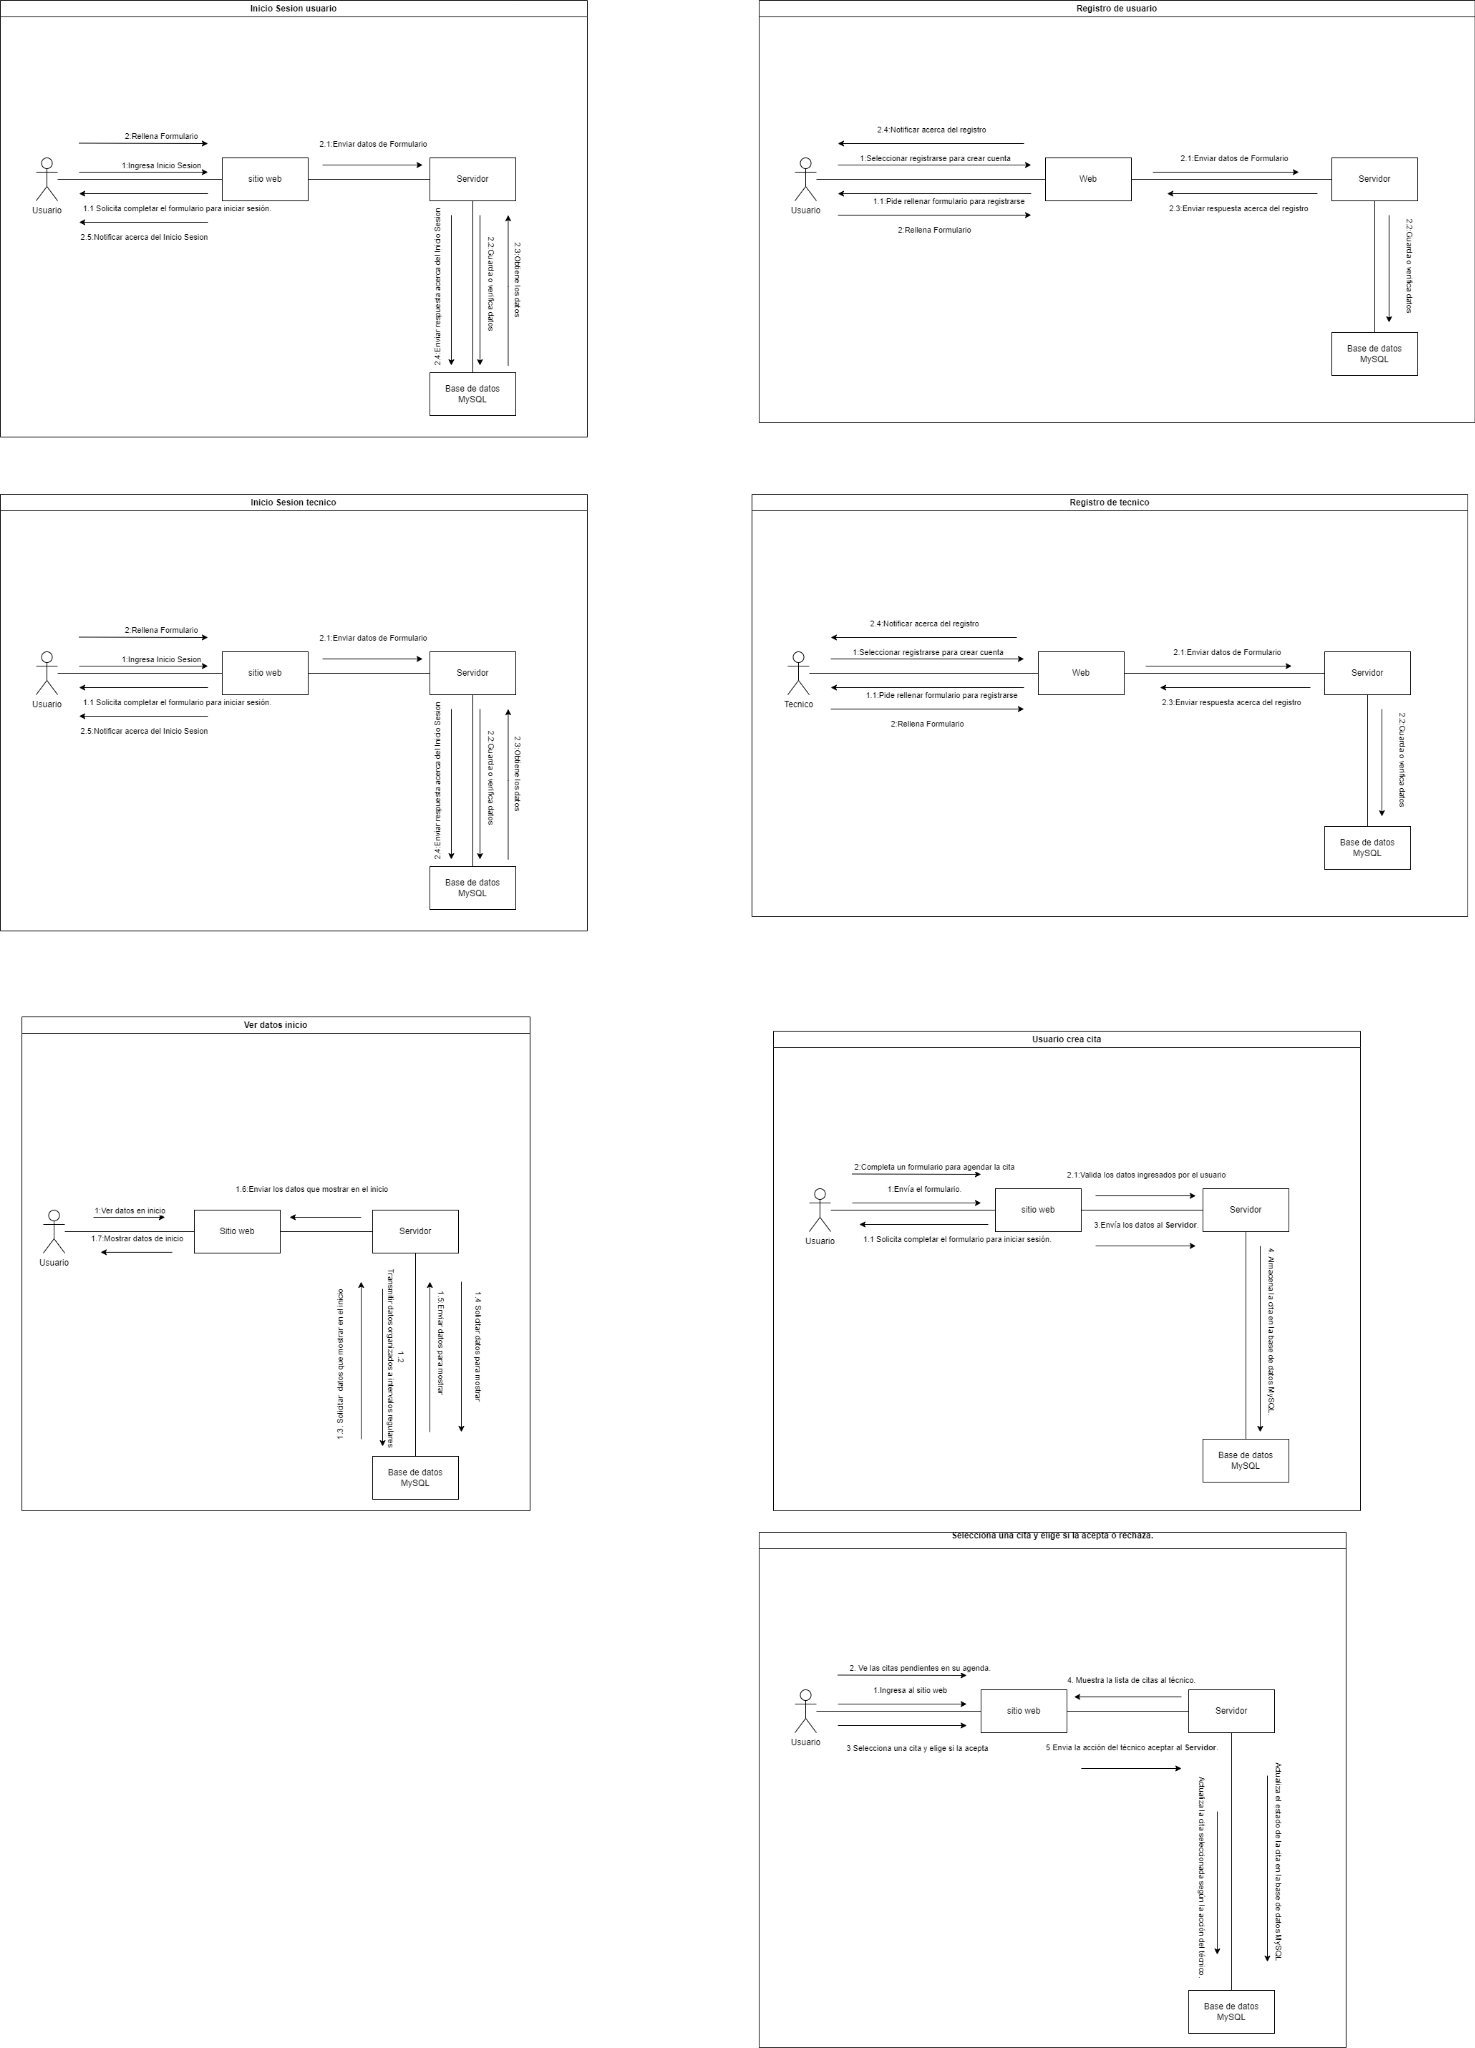 Inicio Sesion usuario
2:Rellena Formulario
2.1:Enviar datos de Formulario
1:Ingresa Inicio Sesion
sitio web
Servidor
Usuario
1.1 Solicita completar el formulario para iniciar sesión.
2.5:Notificar acerca del Inicio Sesion
2.4:Enviar respuesta acerca del Inicio Sesion
2.2:Guarda o verifica datos
2.3:Obtiene los datos
Base de datos
MySQL
Registro de usuario
2.4:Notificar acerca del registro
1:Seleccionar registrarse para crear cuenta
2.1:Enviar datos de Formulario
Web
Servidor
Usuario
1.1:Pide rellenar formulario para registrarse
2.3:Enviar respuesta acerca del registro
2:Rellena Formulario
2.2:Guarda o verifica datos
Base de datos
MySQL
Inicio Sesion tecnico
2:Rellena Formulario
2.1:Enviar datos de Formulario
1:Ingresa Inicio Sesion
sitio web
Servidor
Usuario
1.1 Solicita completar el formulario para iniciar sesión.
2.5:Notificar acerca del Inicio Sesion
2.4:Enviar respuesta acerca del Inicio Sesion
2.2:Guarda o verifica datos
2.3:Obtiene los datos
Base de datos
MySQL
Registro de tecnico
2.4:Notificar acerca del registro
1:Seleccionar registrarse para crear cuenta
2.1:Enviar datos de Formulario
Web
Servidor
Tecnico
1.1:Pide rellenar formulario para registrarse
2.3:Enviar respuesta acerca del registro
2:Rellena Formulario
2.2:Guarda o verifica datos
Base de datos
MySQL
Ver datos inicio
1.6:Enviar los datos que mostrar en el inicio
1:Ver datos en inicio
Sitio web
Servidor
1.7:Mostrar datos de inicio
Usuario
1.3 : Solicitar  datos que mostrar en el inicio
1.2
Transmitir datos organizados a intervalos regulares
1.5:Enviar datos para mostrar
1.4 Solicitar datos para mostrar
Base de datos
MySQL
Usuario crea cita
2:Completa un formulario para agendar la cita
2.1:Valida los datos ingresados por el usuario
1:Envía el formulario.
sitio web
Servidor
3.Envía los datos al Servidor.
Usuario
1.1 Solicita completar el formulario para iniciar sesión.
4. Almacena la cita en la base de datos MySQL.
Base de datos
MySQL
Selecciona una cita y elige si la acepta o rechaza.
2. Ve las citas pendientes en su agenda.
4. Muestra la lista de citas al técnico.
1.Ingresa al sitio web
sitio web
Servidor
Usuario
3 Selecciona una cita y elige si la acepta
5 Envia la acción del técnico aceptar al Servidor.
Actualiza la cita seleccionada según la acción del técnico.
Actualiza el estado de la cita en la base de datos MySQL.
Base de datos
MySQL